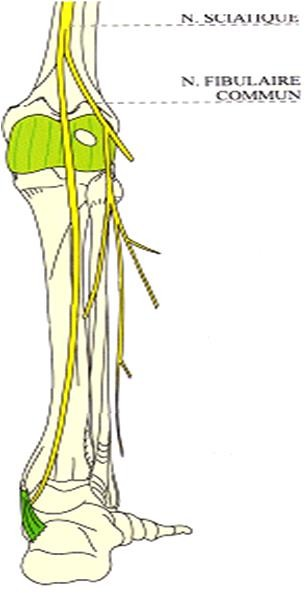 N. SCIATIQUE
N. FIBULAIRE
COMMUN